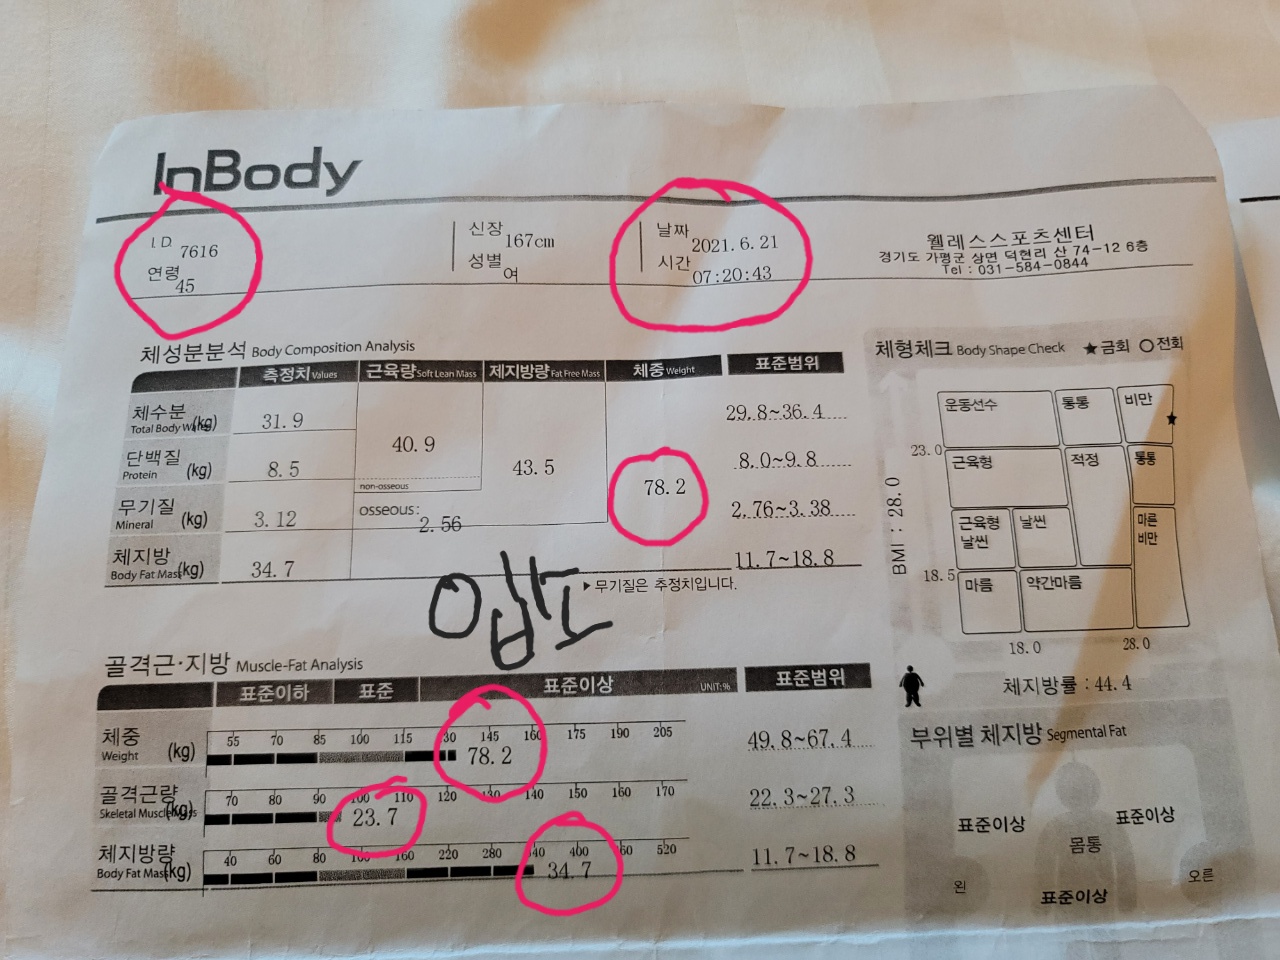 InBody
I.D 7616
연령 45
신장 167cm
성별 여
날짜 2021. 6. 21
시간 07:20:43
웰레스스포츠센터
경기도 가평군 상면 덕현리 산 74-12 6층
Tel : 031-584-0844
체성분분석 Body Composition Analysis
측정치 Values 근육량 Soft Lean Mass 제지방량 Fat Free Mass 체중 Weight 표준범위
체수분 (kg) 31.9 29.8~36.4
Total Body Water
단백질 (kg) 8.5 40.9 43.5 78.2 8.0~9.8
Protein
non-osseous
무기질 (kg) 3.12 osseous: 2.56 2.76~3.38
Mineral
체지방 (kg) 34.7 11.7~18.8
Body Fat Mass
▶무기질은 추정치입니다.
체형체크 Body Shape Check ★금회 ○전회
운동선수 통통 비만 ★
23.0
근육형 적정 통통
BMI : 28.0
근육형 날씬 날씬 마른 비만
18.5
마름 약간마름
18.0 28.0
체지방률 : 44.4
골격근·지방 Muscle-Fat Analysis
표준이하 표준 표준이상 UNIT:% 표준범위
체중 (kg) 55 70 85 100 115 130 145 160 175 190 205
Weight 78.2 49.8~67.4
골격근량 (kg) 70 80 90 100 110 120 130 140 150 160 170
Skeletal Muscle Mass 23.7 22.3~27.3
체지방량 (kg) 40 60 80 100 160 220 280 340 400 460 520
Body Fat Mass 34.7 11.7~18.8
부위별 체지방 Segmental Fat
표준이상 표준이상
몸통
왼 오른
표준이상